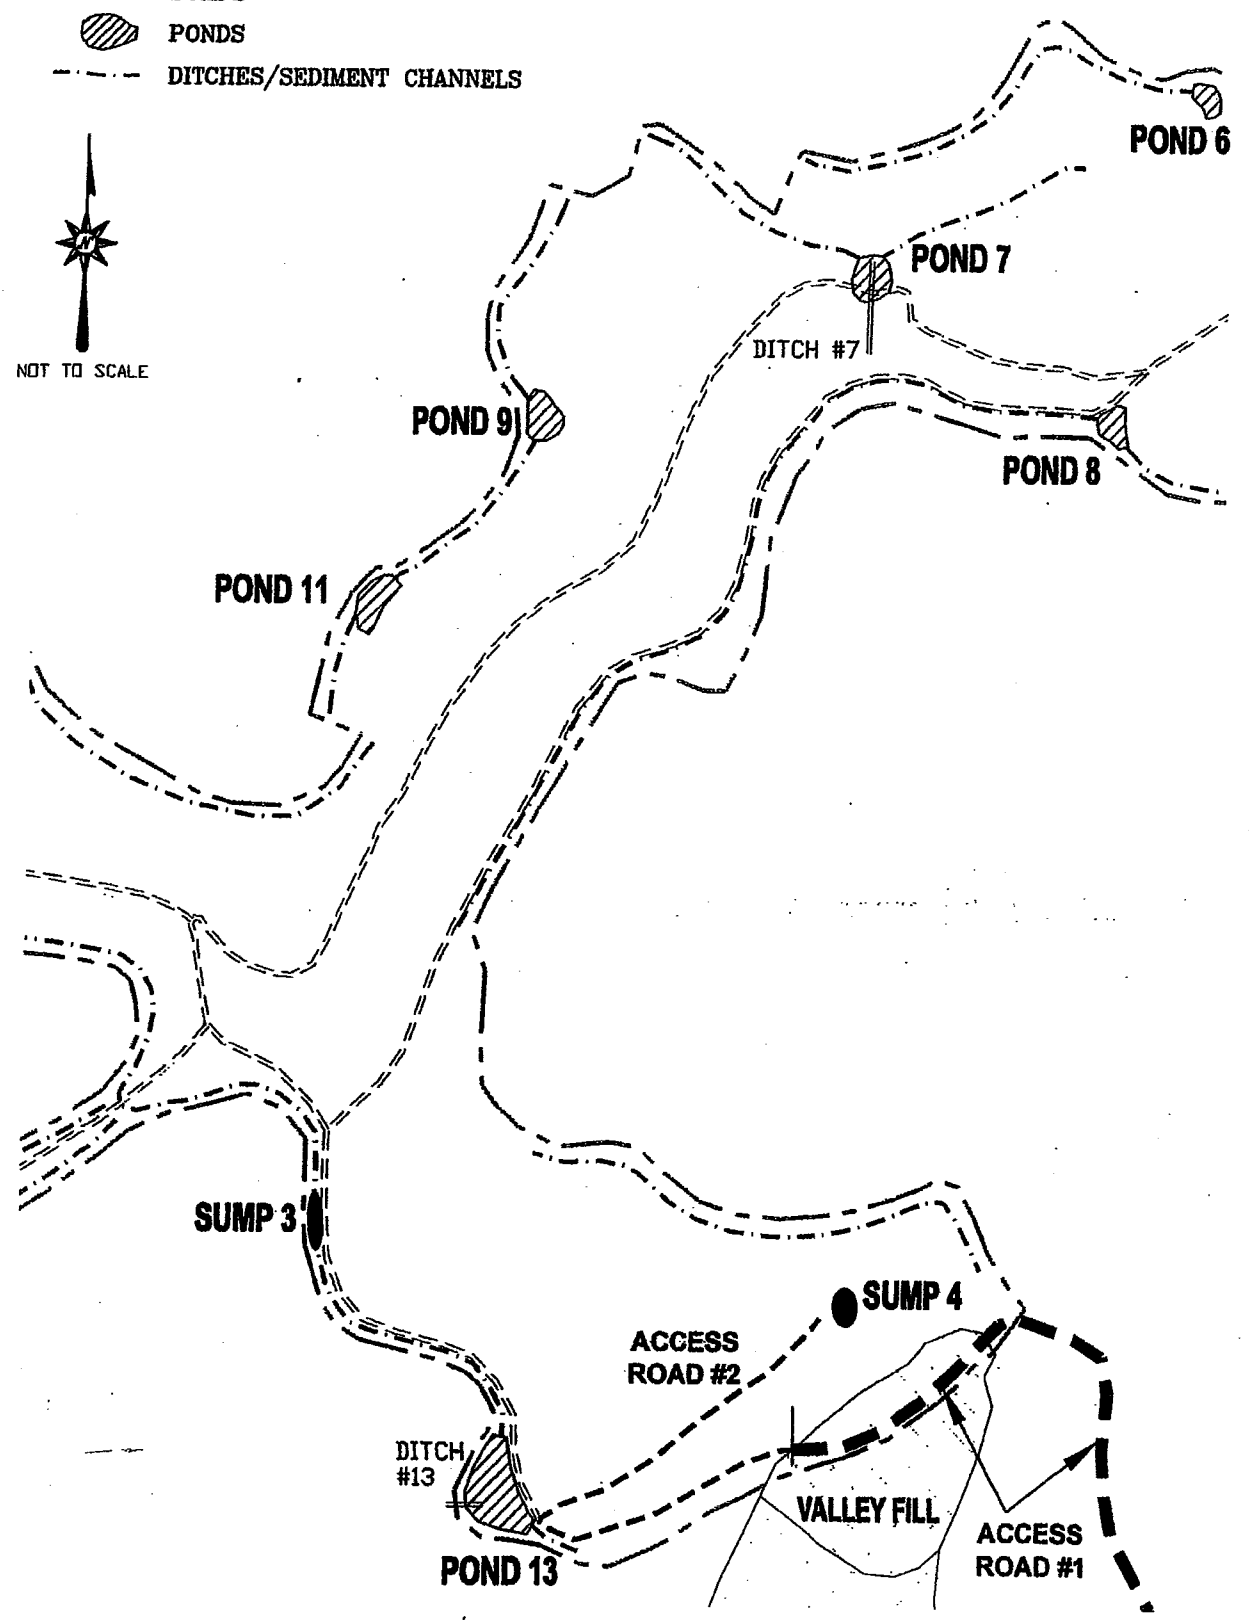 PONDS
DITCHES/SEDIMENT CHANNELS
POND 6
N
POND 7
NOT TO SCALE
DITCH #7
POND 9
POND 8
POND 11
SUMP 3
SUMP 4
ACCESS
ROAD #2
DITCH
#13
VALLEY FILL
ACCESS
ROAD #1
POND 13